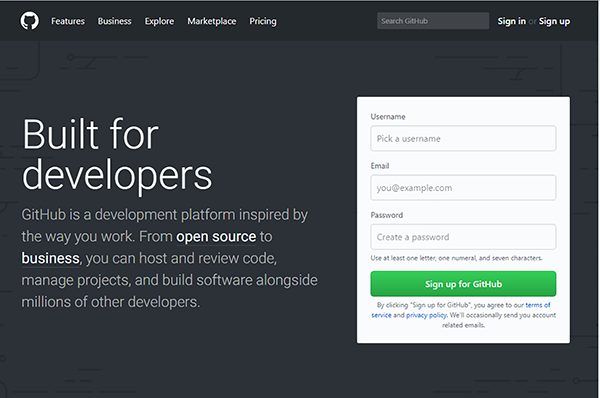 Features Business Explore Marketplace Pricing Search GitHub Sign in or Sign up
Built for
developers
GitHub is a development platform inspired by
the way you work. From open source to
business, you can host and review code,
manage projects, and build software alongside
millions of other developers.
Username
Pick a username
Email
you@example.com
Password
Create a password
Use at least one letter, one numeral, and seven characters.
Sign up for GitHub
By clicking "Sign up for GitHub", you agree to our terms of
service and privacy policy. We'll occasionally send you account
related emails.